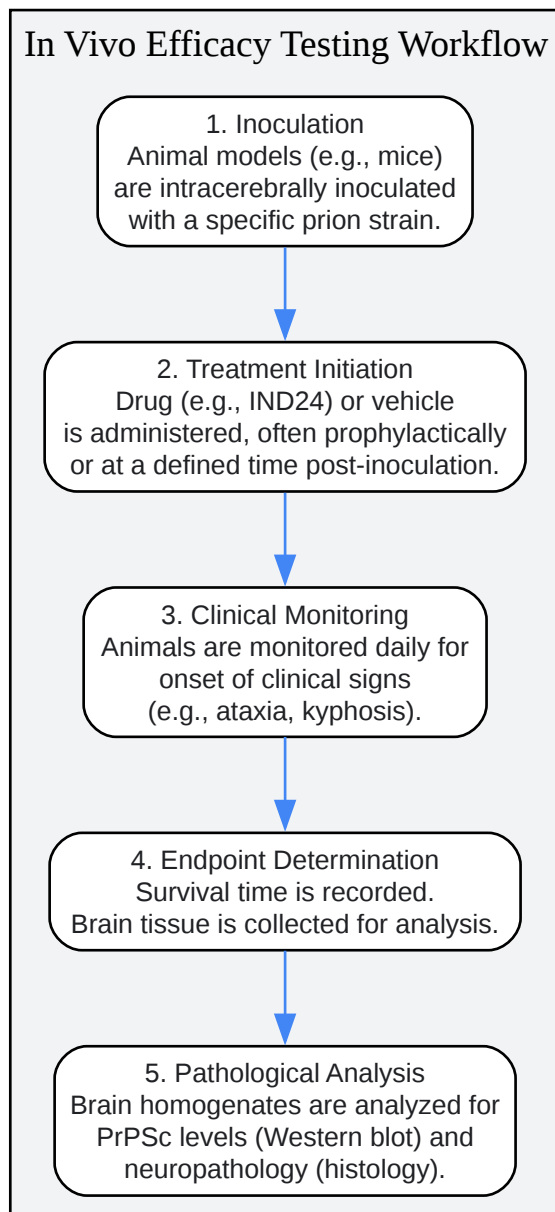 In Vivo Efficacy Testing Workflow
1. Inoculation
Animal models (e.g., mice)
are intracerebrally inoculated
with a specific prion strain.
2. Treatment Initiation
Drug (e.g., IND24) or vehicle
is administered, often prophylactically
or at a defined time post-inoculation.
3. Clinical Monitoring
Animals are monitored daily for
onset of clinical signs
(e.g., ataxia, kyphosis).
4. Endpoint Determination
Survival time is recorded.
Brain tissue is collected for analysis.
5. Pathological Analysis
Brain homogenates are analyzed for
PrPSc levels (Western blot) and
neuropathology (histology).